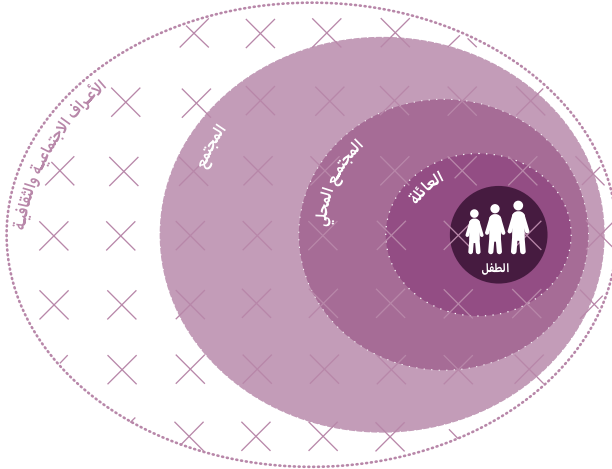 الأعراف الاجتماعية والثقافية
المجتمع
المجتمع المحلي
العائلة
الطفل